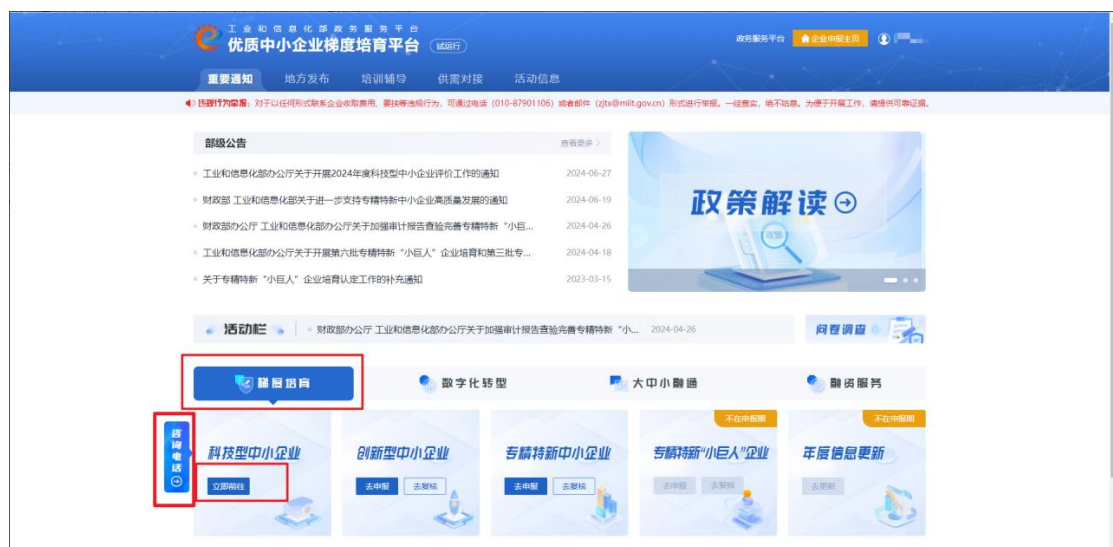 工业和信息化部政务服务平台
优质中小企业梯度培育平台 试运行
政务服务平台 企业申报主页
重要通知 地方发布 培训辅导 供需对接 活动信息
违规行为举报：对于以任何形式联系企业收取费用、要挟等违规行为，可通过电话（010-87901106）或者邮件（zjtx@miit.gov.cn）形式进行举报。一经查实，绝不姑息。为便于开展工作，请提供可靠证据。
部级公告 查看更多 >
工业和信息化部办公厅关于开展2024年度科技型中小企业评价工作的通知 2024-06-27
财政部 工业和信息化部关于进一步支持专精特新中小企业高质量发展的通知 2024-06-19
财政部办公厅 工业和信息化部办公厅关于加强审计报告查验完善专精特新“小巨... 2024-04-26
工业和信息化部办公厅关于开展第六批专精特新“小巨人”企业培育和第三批专... 2024-04-18
关于专精特新“小巨人”企业培育认定工作的补充通知 2023-03-15
政策解读
政策
活动栏 财政部办公厅 工业和信息化部办公厅关于加强审计报告查验完善专精特新“小... 2024-04-26
问卷调查
梯度培育 数字化转型 大中小融通 融资服务
咨询电话
不在申报期 不在申报期
科技型中小企业 创新型中小企业 专精特新中小企业 专精特新“小巨人”企业 年度信息更新
立即前往 去申报 去复核 去申报 去复核 去申报 去复核 去更新